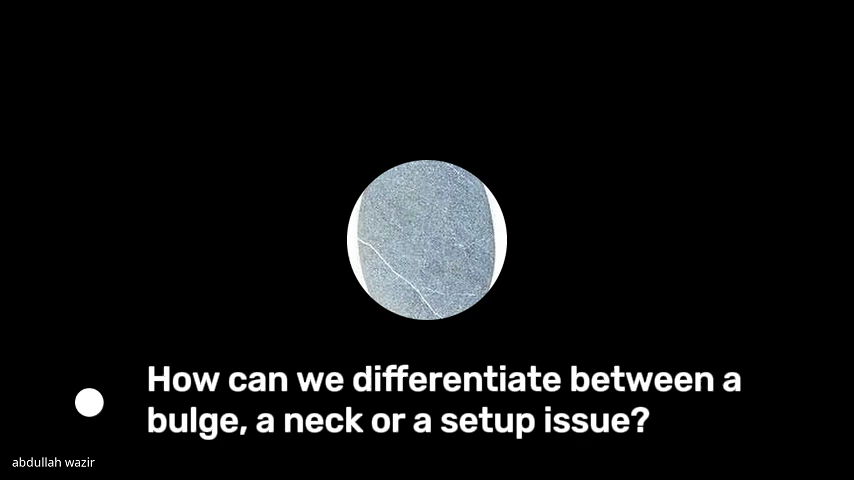 How can we differentiate between a
bulge, a neck or a setup issue?
abdullah wazir